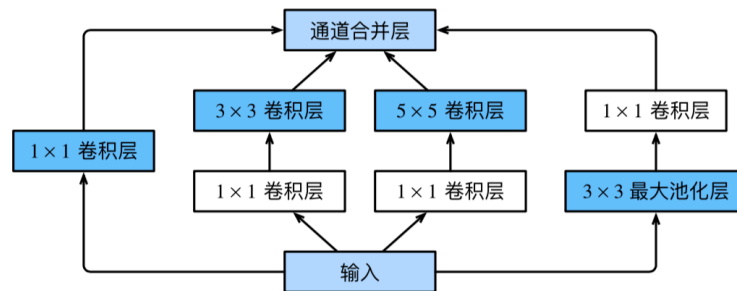 通道合并层
3 × 3 卷积层
5 × 5 卷积层
1 × 1 卷积层
1 × 1 卷积层
1 × 1 卷积层
1 × 1 卷积层
3 × 3 最大池化层
输入